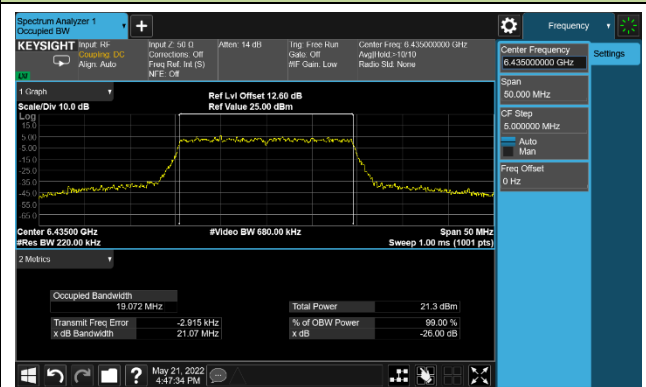 Spectrum Analyzer 1
Occupied BW
Frequency
KEYSIGHT
Input: RF
Coupling: DC
Align: Auto
Input Z: 50 Ω
Corrections: Off
Freq Ref: Int (S)
NFE: Off
Atten: 14 dB
Trig: Free Run
Gate: Off
#IF Gain: Low
Center Freq: 6.435000000 GHz
Avg|Hold:>10/10
Radio Std: None
Center Frequency
6.435000000 GHz
Settings
Span
50.000 MHz
CF Step
5.000000 MHz
Auto
Man
Freq Offset
0 Hz
1 Graph
Scale/Div 10.0 dB
Ref Lvl Offset 12.60 dB
Ref Value 25.00 dBm
Log
15.0
5.00
-5.00
-15.0
-25.0
-35.0
-45.0
-55.0
-65.0
Center 6.43500 GHz
#Res BW 220.00 kHz
#Video BW 680.00 kHz
Span 50 MHz
Sweep 1.00 ms (1001 pts)
2 Metrics
Occupied Bandwidth
19.072 MHz
Total Power 21.3 dBm
Transmit Freq Error -2.915 kHz
% of OBW Power 99.00 %
x dB Bandwidth 21.07 MHz
x dB -26.00 dB
May 21, 2022
4:47:34 PM